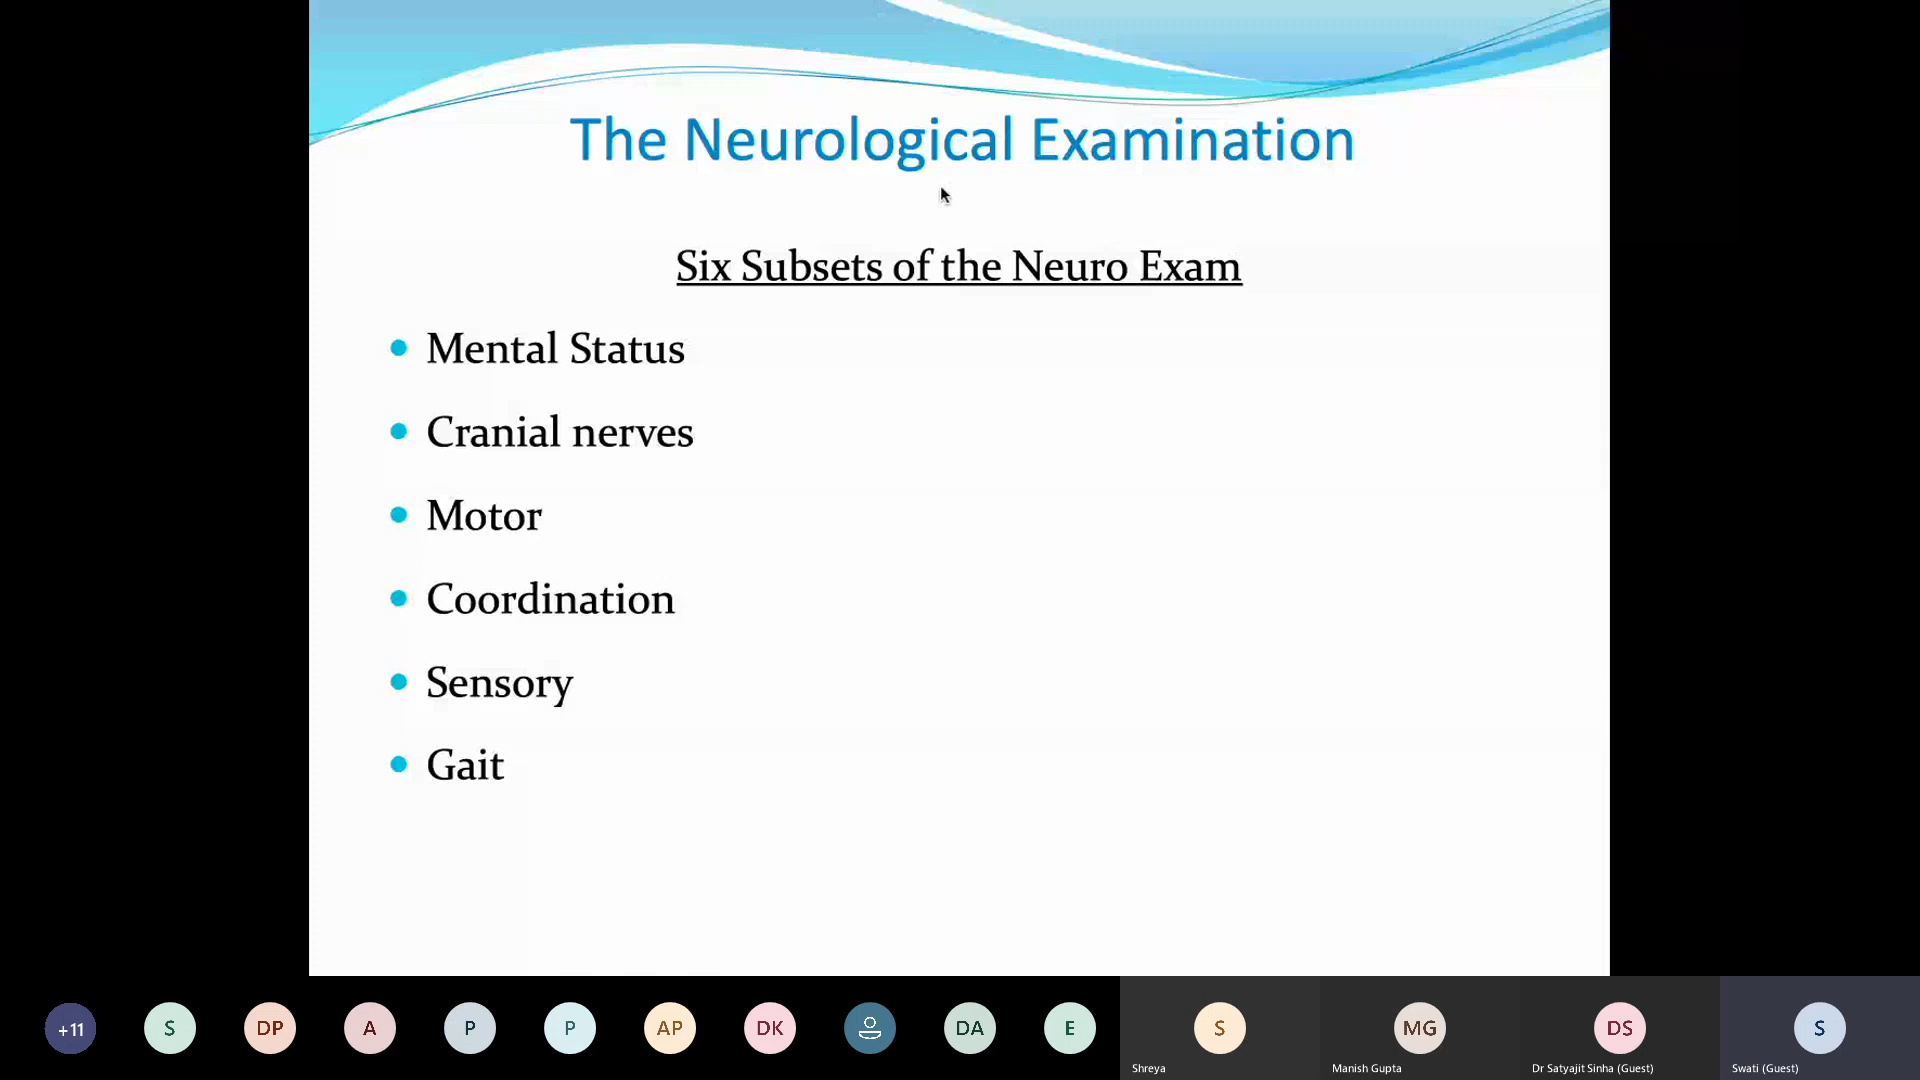 The Neurological Examination
Six Subsets of the Neuro Exam
Mental Status
Cranial nerves
Motor
Coordination
Sensory
Gait
+11
S
DP
A
P
P
AP
DK
DA
E
S
MG
DS
S
Shreya
Manish Gupta
Dr Satyajit Sinha (Guest)
Swati (Guest)